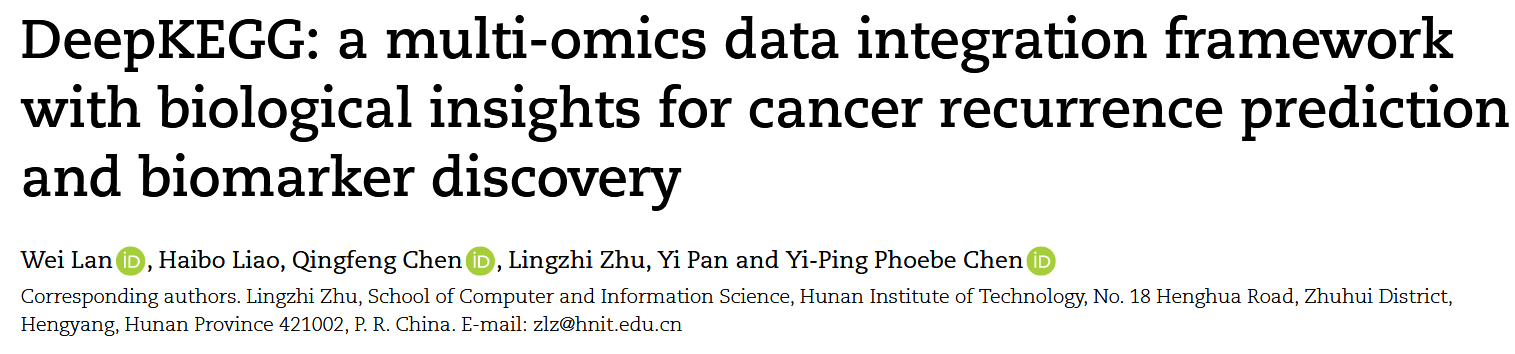 DeepKEGG: a multi-omics data integration framework
with biological insights for cancer recurrence prediction
and biomarker discovery
Wei Lan iD, Haibo Liao, Qingfeng Chen iD, Lingzhi Zhu, Yi Pan and Yi-Ping Phoebe Chen iD
Corresponding authors. Lingzhi Zhu, School of Computer and Information Science, Hunan Institute of Technology, No. 18 Henghua Road, Zhuhui District,
Hengyang, Hunan Province 421002, P. R. China. E-mail: zlz@hnit.edu.cn